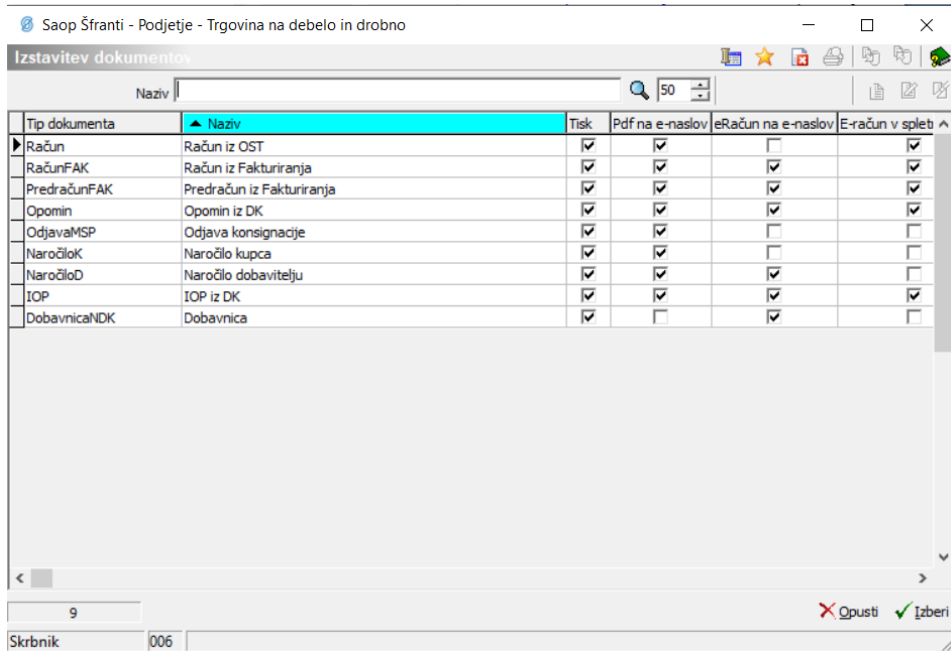 Saop Šfranti - Podjetje - Trgovina na debelo in drobno
Izstavitev dokumentov
Naziv 50
Tip dokumenta Naziv Tisk Pdf na e-naslov eRačun na e-naslov E-račun v spletn
Račun Račun iz OST
RačunFAK Račun iz Fakturiranja
PredračunFAK Predračun iz Fakturiranja
Opomin Opomin iz DK
OdjavaMSP Odjava konsignacije
NaročiloK Naročilo kupca
NaročiloD Naročilo dobavitelju
IOP IOP iz DK
DobavnicaNDK Dobavnica
9 Opusti Izberi
Skrbnik 006